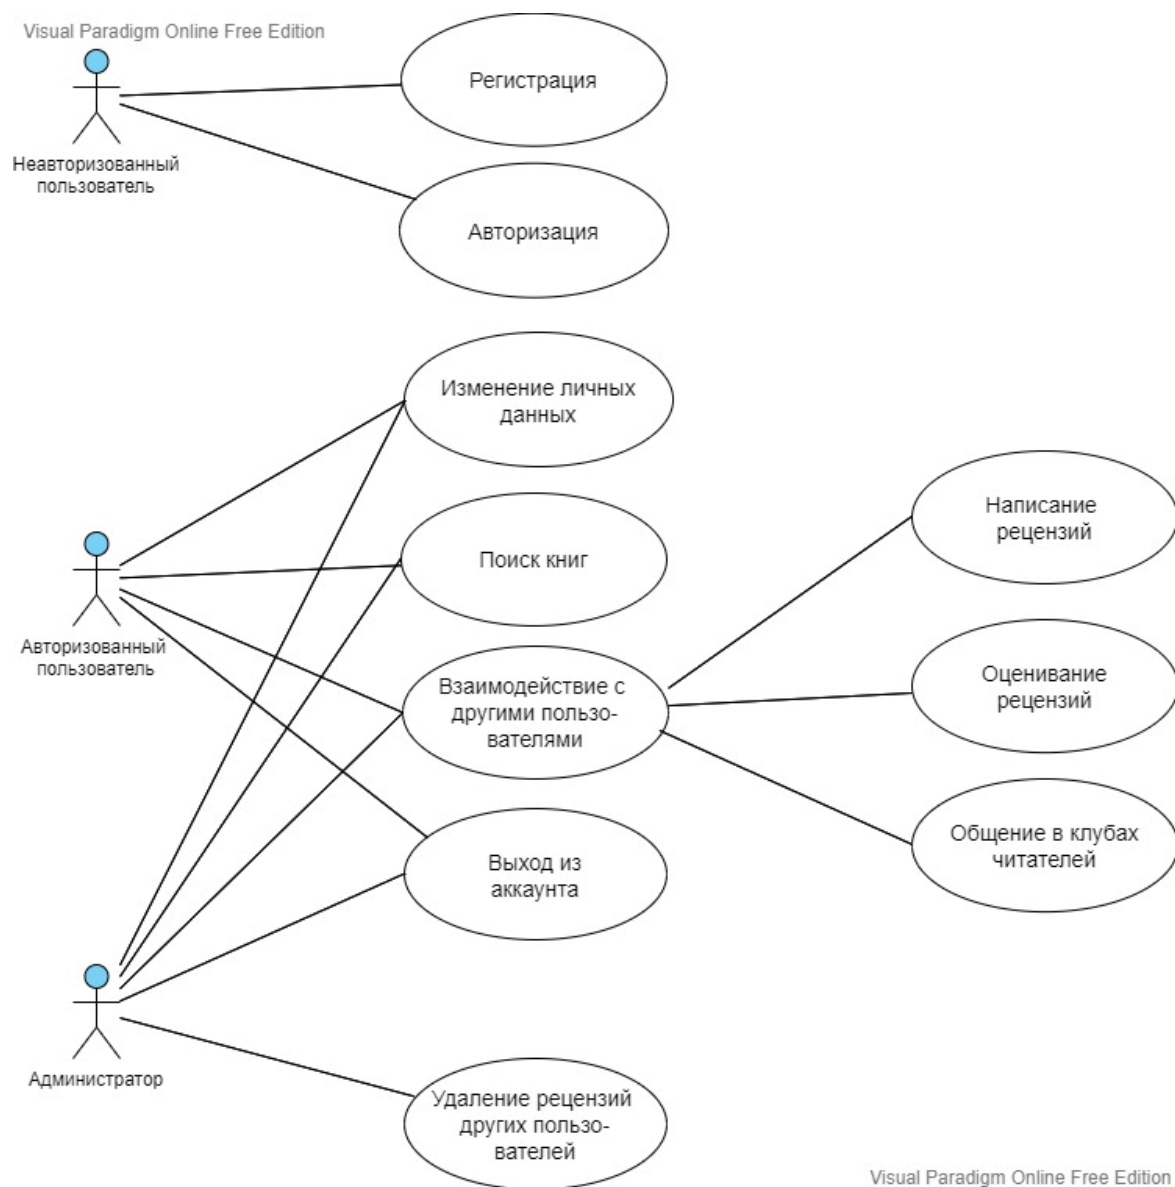 Visual Paradigm Online Free Edition
Регистрация
Неавторизованный
пользователь
Авторизация
Изменение личных
данных
Поиск книг
Написание
рецензий
Авторизованный
пользователь
Взаимодействие с
другими пользо-
вателями
Оценивание
рецензий
Выход из
аккаунта
Общение в клубах
читателей
Администратор
Удаление рецензий
других пользо-
вателей
Visual Paradigm Online Free Edition